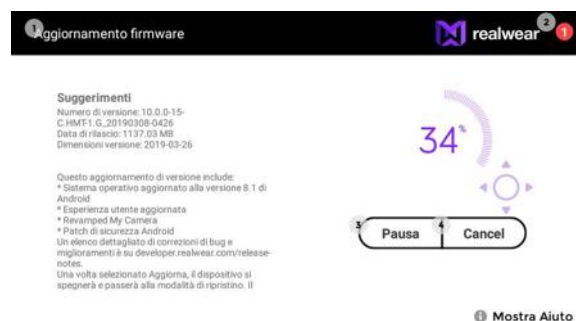 1
Aggiornamento firmware
realwear
2
1
Suggerimenti
Numero di versione: 10.0.0-15-
C.HMT-1.G_20190308-0426
Data di rilascio: 1137.03 MB
Dimensioni versione: 2019-03-26
Questo aggiornamento di versione include:
* Sistema operativo aggiornato alla versione 8.1 di
Android
* Esperienza utente aggiornata
* Revamped My Camera
* Patch di sicurezza Android
Un elenco dettagliato di correzioni di bug e
miglioramenti è su developer.realwear.com/release-
notes.
Una volta selezionato Aggiorna, il dispositivo si
spegnerà e passerà alla modalità di ripristino. Il
34%
3
Pausa
4
Cancel
Mostra Aiuto